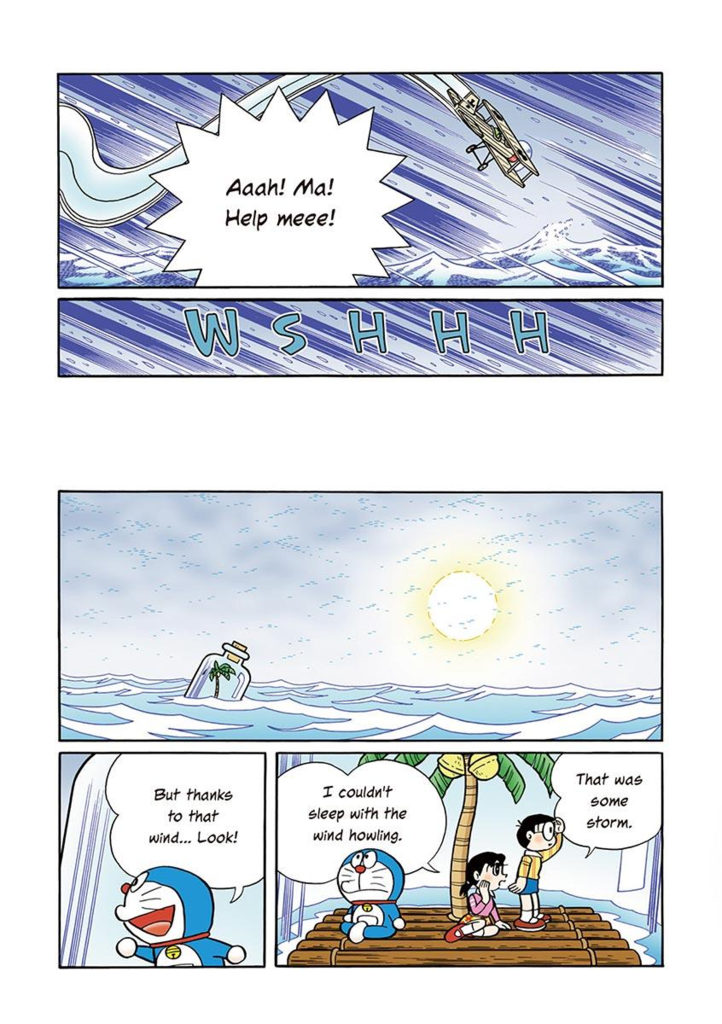 Aaah! Ma!
Help meee!
WSHHH
That was
some
storm.
I couldn't
sleep with the
wind howling.
But thanks
to that
wind... Look!